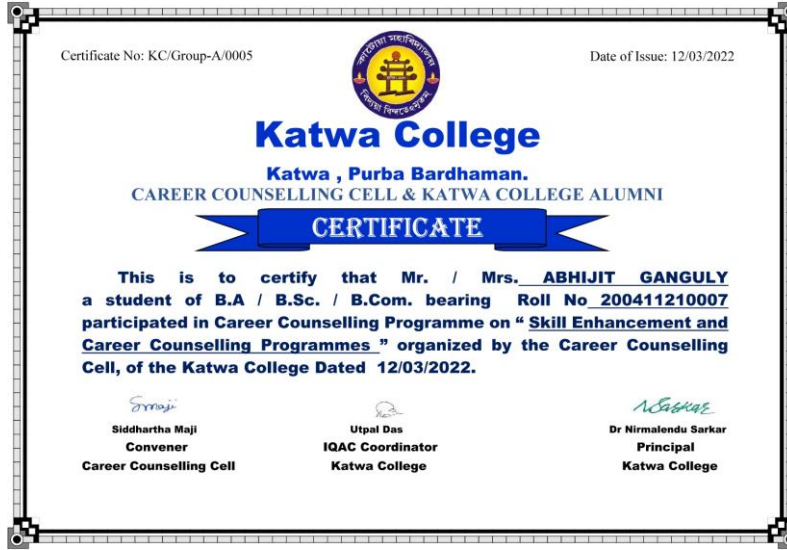 Certificate No: KC/Group-A/0005
Date of Issue: 12/03/2022
কাটোয়া মহাবিদ্যালয়
Katwa College
Katwa , Purba Bardhaman.
CAREER COUNSELLING CELL & KATWA COLLEGE ALUMNI
CERTIFICATE
This is to certify that Mr. / Mrs. ABHIJIT GANGULY
a student of B.A / B.Sc. / B.Com. bearing Roll No 200411210007
participated in Career Counselling Programme on “ Skill Enhancement and
Career Counselling Programmes ” organized by the Career Counselling
Cell, of the Katwa College Dated 12/03/2022.
Siddhartha Maji
Convener
Career Counselling Cell
Utpal Das
IQAC Coordinator
Katwa College
NSarkar
Dr Nirmalendu Sarkar
Principal
Katwa College